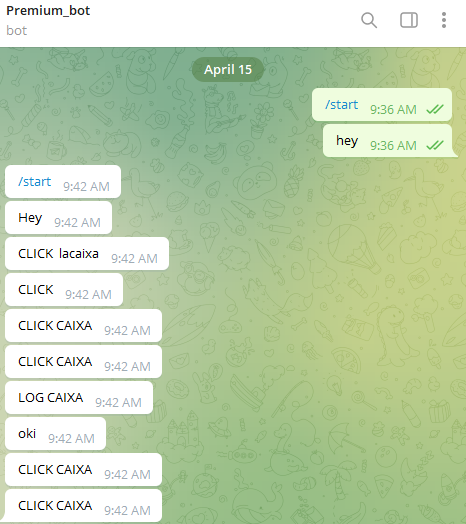 Premium_bot
bot
April 15
/start 9:36 AM
hey 9:36 AM
/start 9:42 AM
Hey 9:42 AM
CLICK lacaixa 9:42 AM
CLICK 9:42 AM
CLICK CAIXA 9:42 AM
CLICK CAIXA 9:42 AM
LOG CAIXA 9:42 AM
oki 9:42 AM
CLICK CAIXA 9:42 AM
CLICK CAIXA 9:42 AM